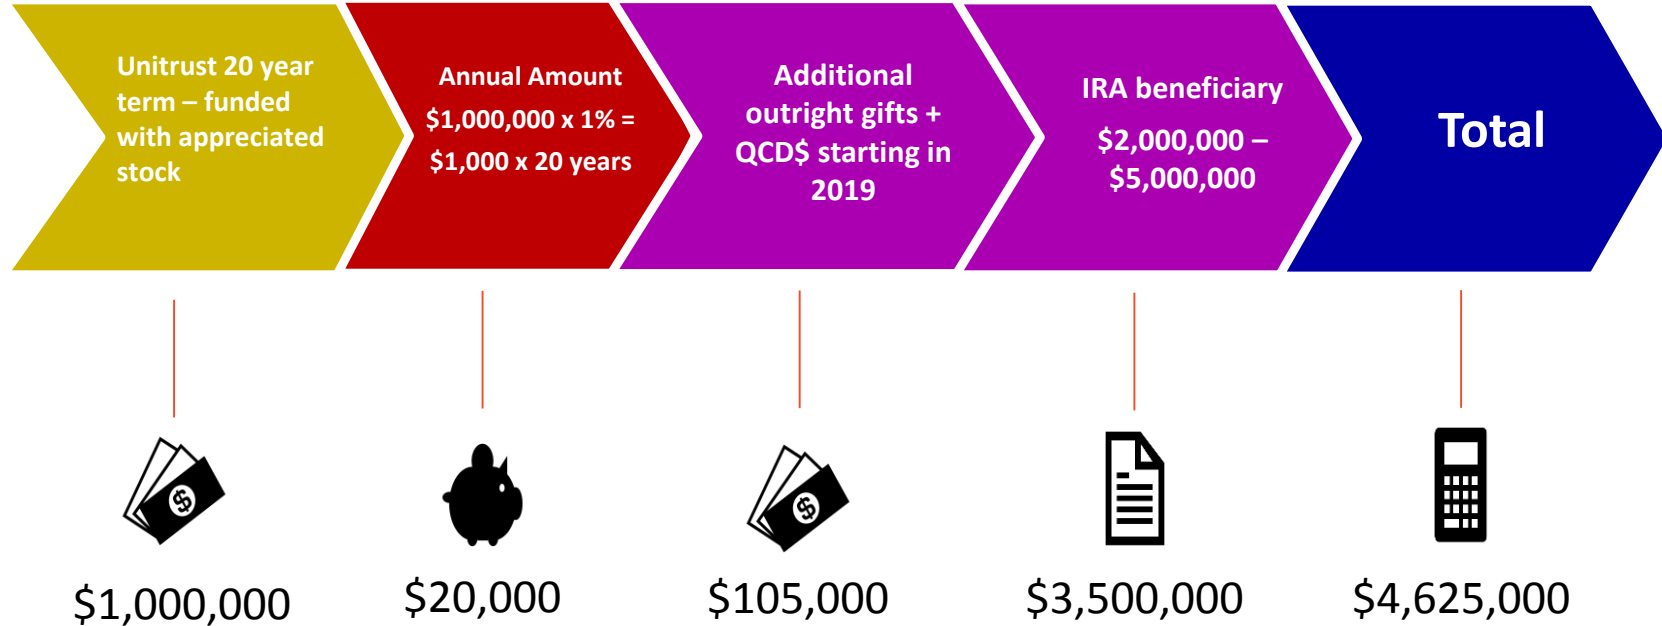 Unitrust 20 year
term – funded
with appreciated
stock
Annual Amount
$1,000,000 x 1% =
$1,000 x 20 years
Additional
outright gifts +
QCD$ starting in
2019
IRA beneficiary
$2,000,000 –
$5,000,000
Total
$1,000,000
$20,000
$105,000
$3,500,000
$4,625,000